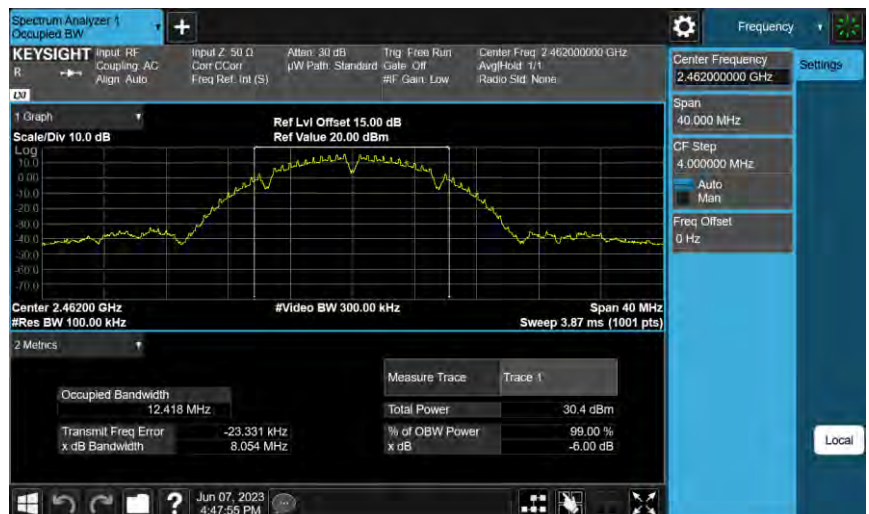 Spectrum Analyzer 1
Occupied BW
Frequency
KEYSIGHT
R
LXI
Input: RF
Coupling: AC
Align: Auto
Input Z: 50 Ω
Corr CCorr
Freq Ref: Int (S)
Atten: 30 dB
µW Path: Standard
Trig: Free Run
Gate: Off
#IF Gain: Low
Center Freq: 2.462000000 GHz
Avg|Hold: 1/1
Radio Std: None
Center Frequency
2.462000000 GHz
Settings
Span
40.000 MHz
CF Step
4.000000 MHz
Auto
Man
Freq Offset
0 Hz
1 Graph
Scale/Div 10.0 dB
Ref Lvl Offset 15.00 dB
Ref Value 20.00 dBm
Log
10.0
0.00
-10.0
-20.0
-30.0
-40.0
-50.0
-60.0
-70.0
Center 2.46200 GHz
#Video BW 300.00 kHz
Span 40 MHz
#Res BW 100.00 kHz
Sweep 3.87 ms (1001 pts)
2 Metrics
Measure Trace
Trace 1
Occupied Bandwidth
12.418 MHz
Total Power
30.4 dBm
Transmit Freq Error
-23.331 kHz
% of OBW Power
99.00 %
x dB Bandwidth
8.054 MHz
x dB
-6.00 dB
Local
?
Jun 07, 2023
4:47:55 PM